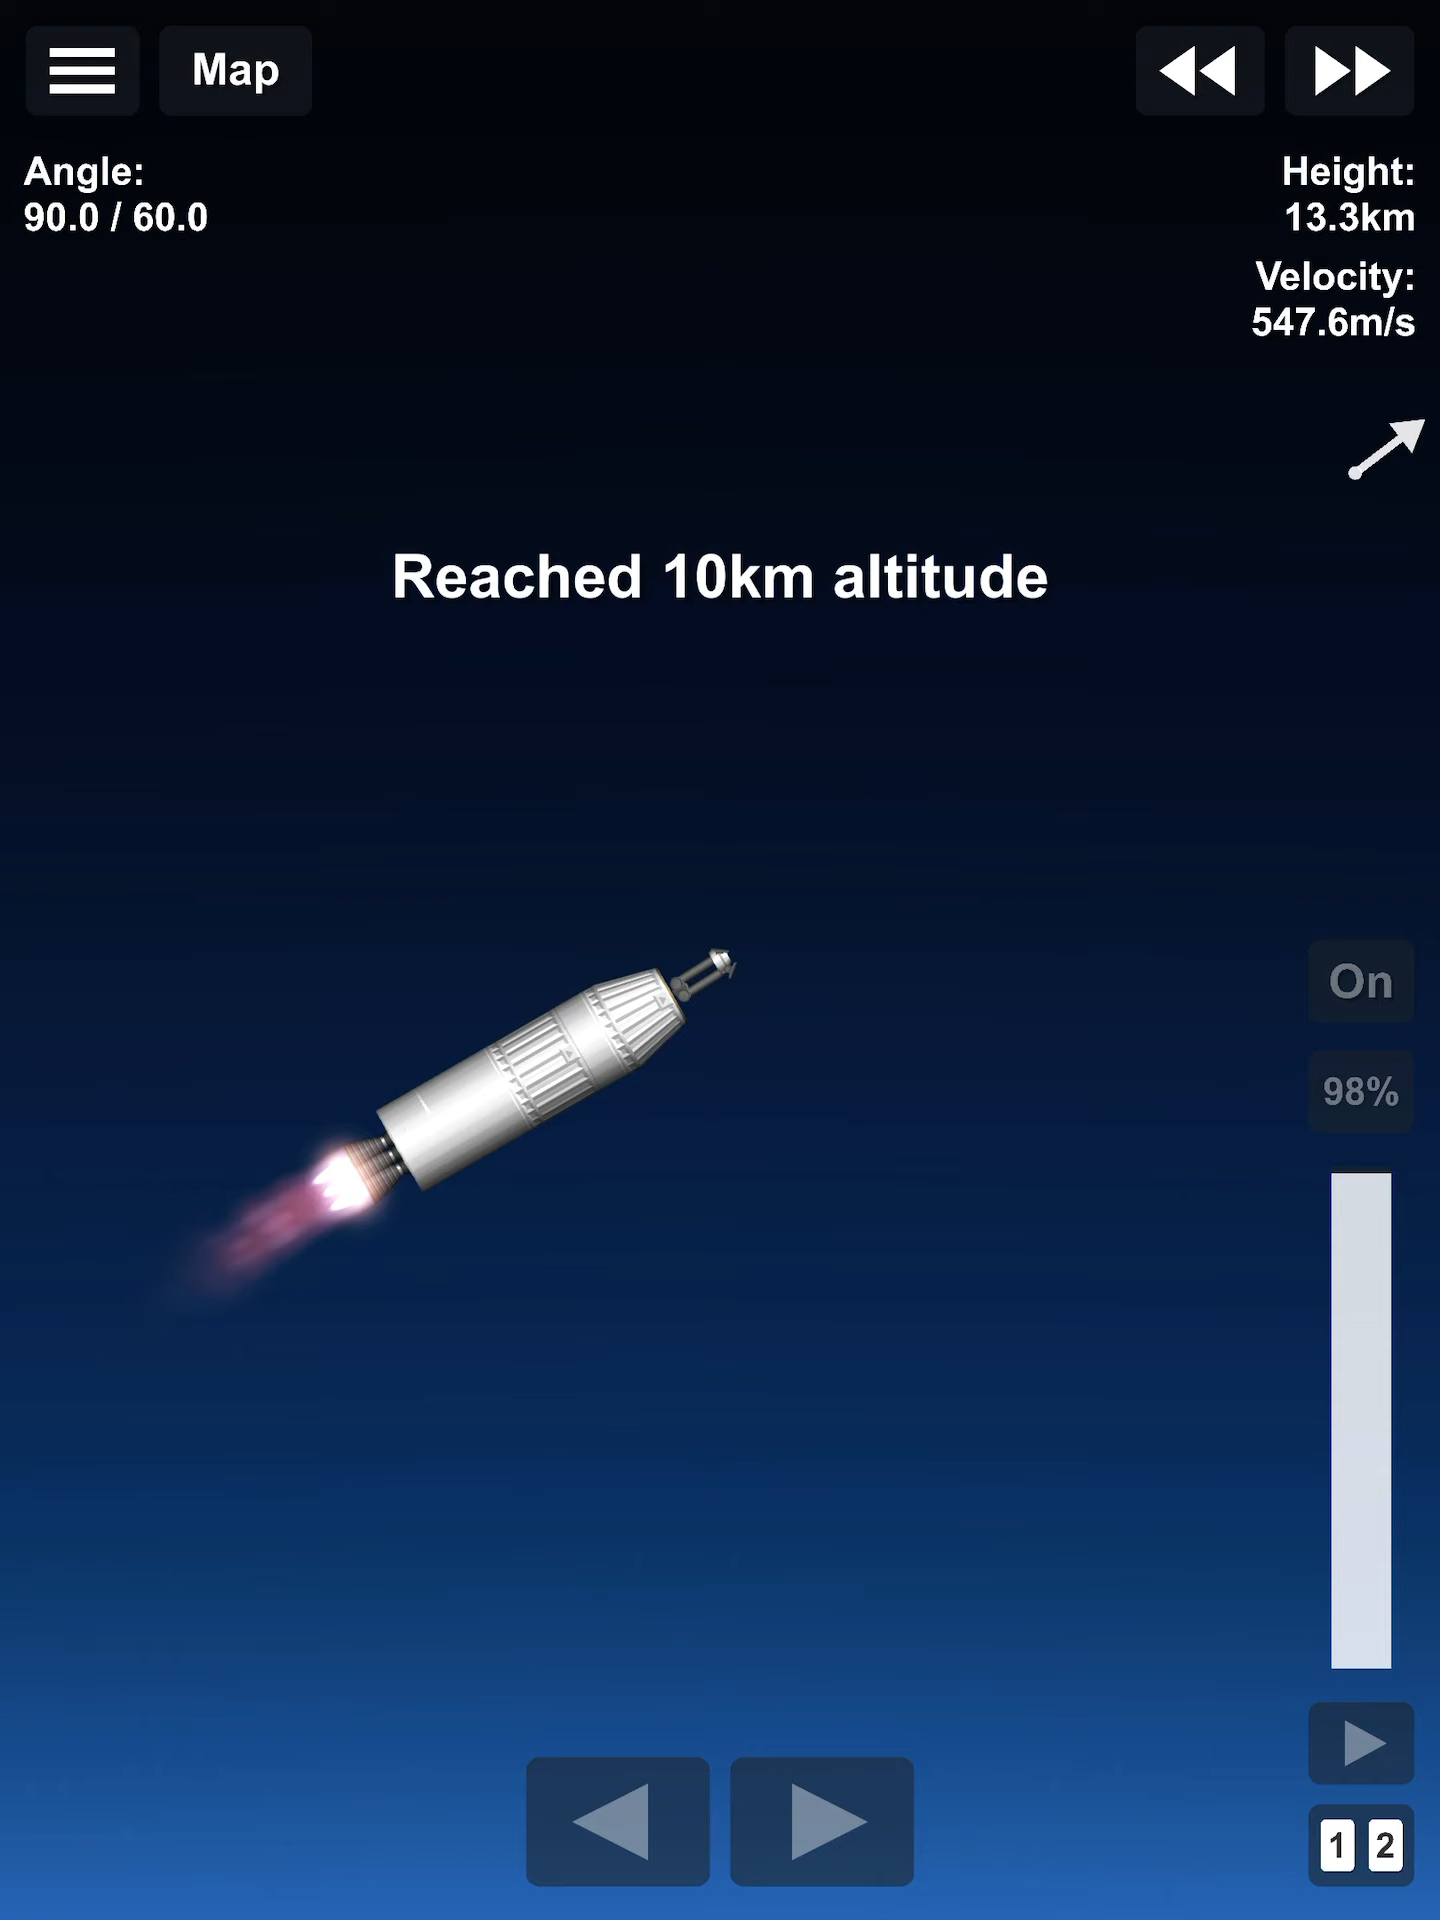 Map
Angle:
90.0 / 60.0
Height:
13.3km
Velocity:
547.6m/s
Reached 10km altitude
On
98%
1 2